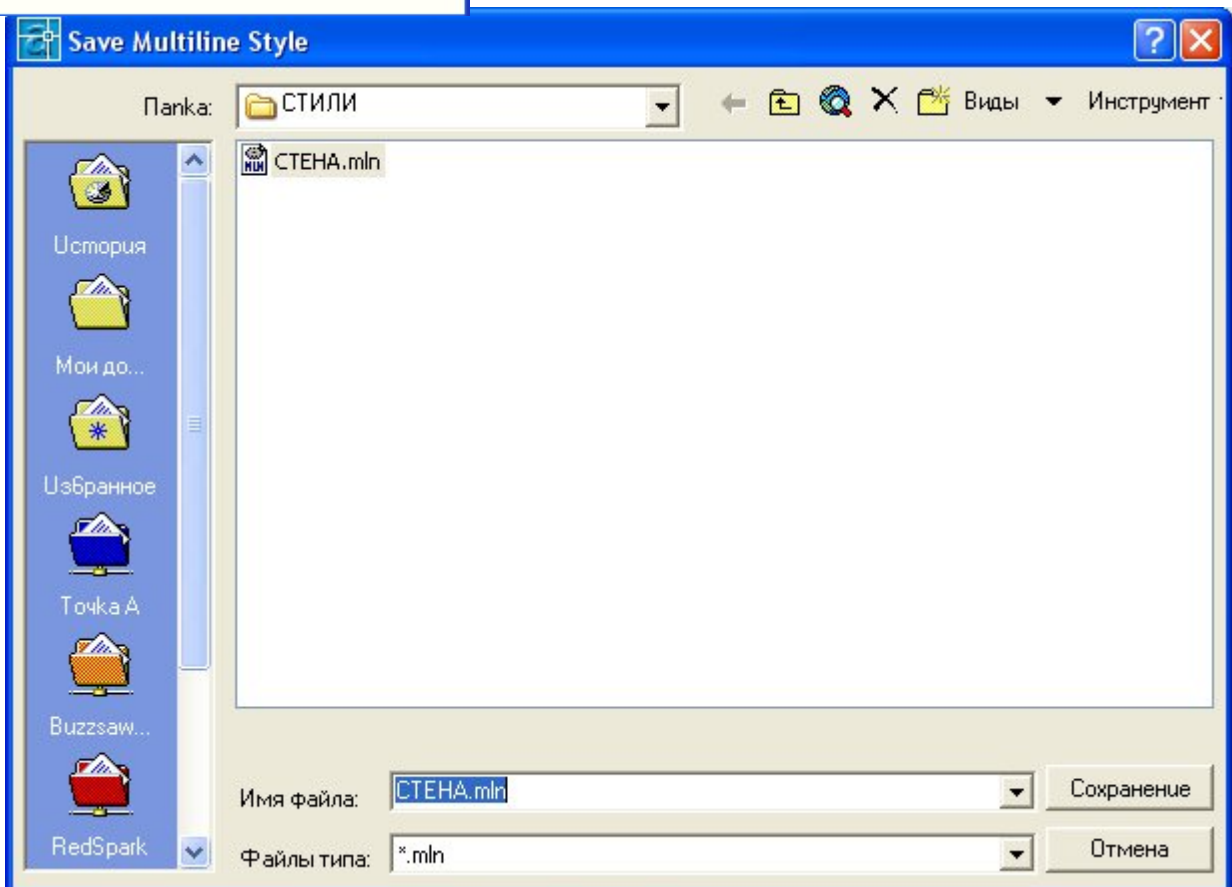 Save Multiline Style
Папка:
СТИЛИ
Виды
Инструмент
СТЕНА.mln
История
Мои до...
Избранное
Точка А
Buzzsaw...
RedSpark
Имя файла:
СТЕНА.mln
Сохранение
Файлы типа:
*.mln
Отмена